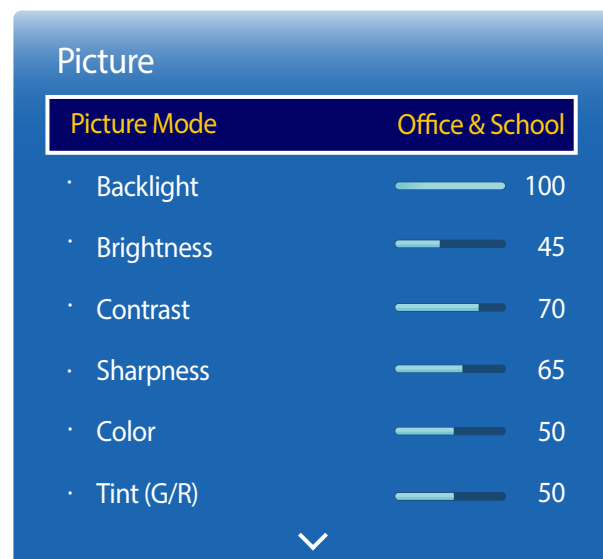 Picture
Picture Mode Office & School
· Backlight 100
· Brightness 45
· Contrast 70
· Sharpness 65
· Color 50
· Tint (G/R) 50